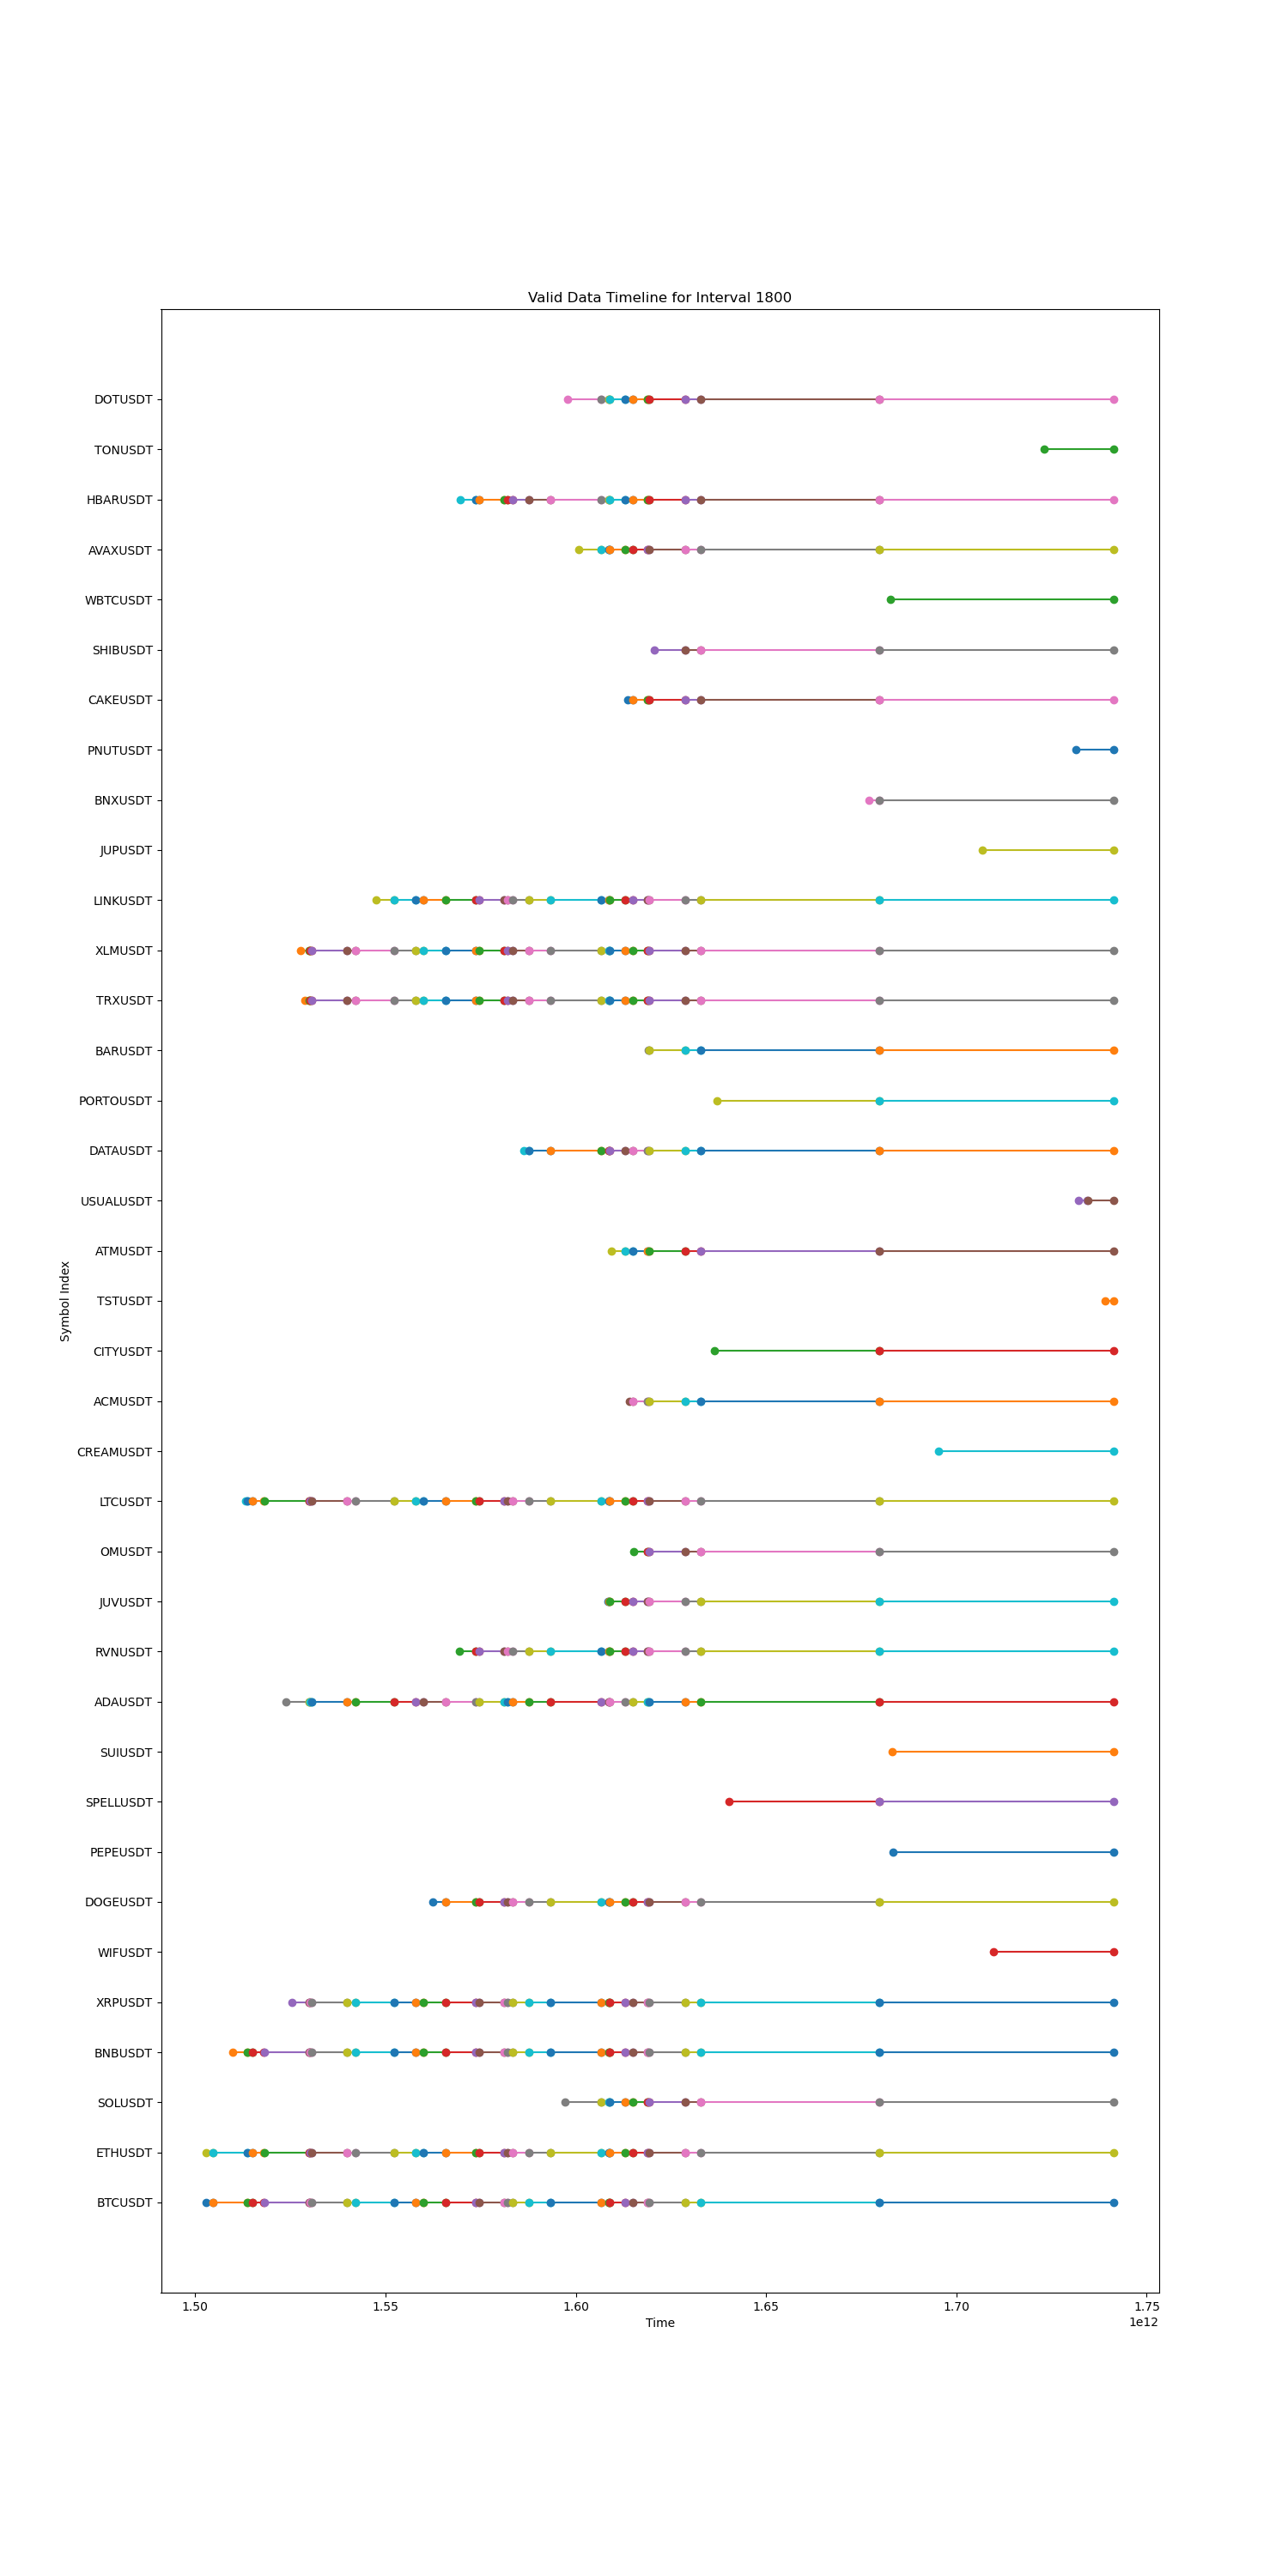 Valid Data Timeline for Interval 1800
DOTUSDT
TONUSDT
HBARUSDT
AVAXUSDT
WBTCUSDT
SHIBUSDT
CAKEUSDT
PNUTUSDT
BNXUSDT
JUPUSDT
LINKUSDT
XLMUSDT
TRXUSDT
BARUSDT
PORTOUSDT
DATAUSDT
USUALUSDT
ATMUSDT
TSTUSDT
CITYUSDT
ACMUSDT
CREAMUSDT
LTCUSDT
OMUSDT
JUVUSDT
RVNUSDT
ADAUSDT
SUIUSDT
SPELLUSDT
PEPEUSDT
DOGEUSDT
WIFUSDT
XRPUSDT
BNBUSDT
SOLUSDT
ETHUSDT
BTCUSDT
Symbol Index
1.50 1.55 1.60 1.65 1.70 1.75
1e12
Time